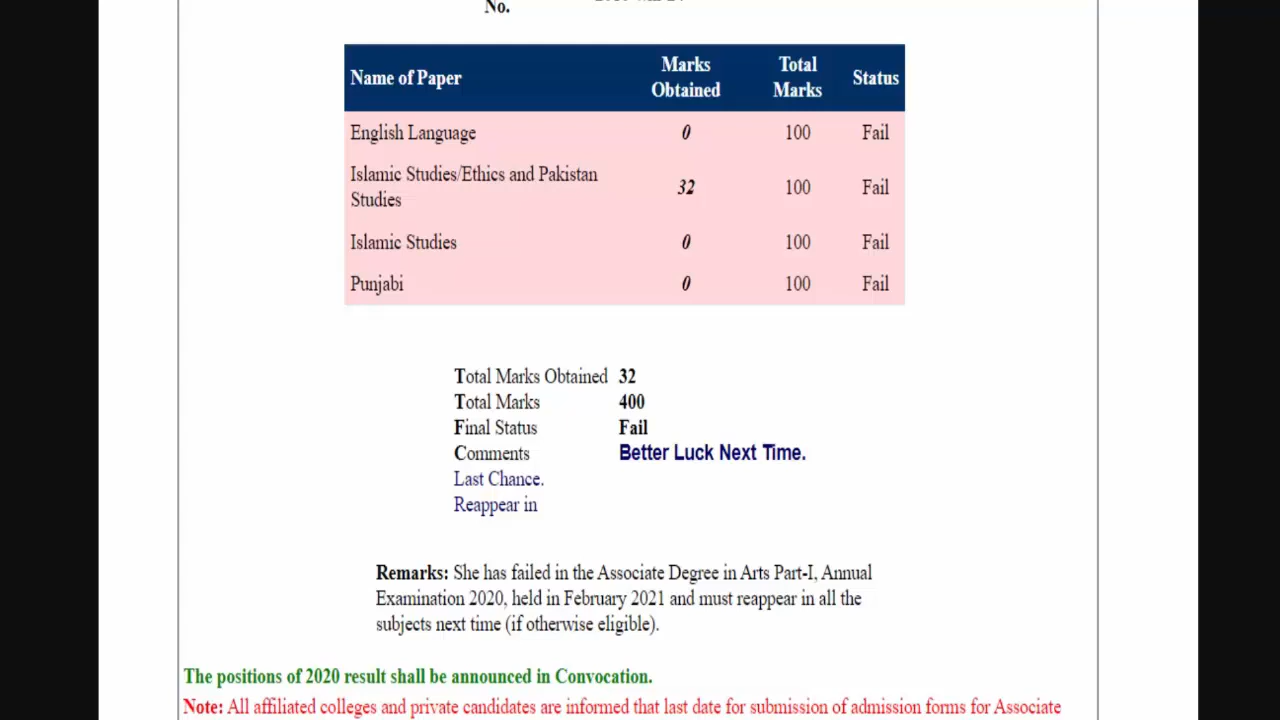 No.
Name of Paper Marks Obtained Total Marks Status
English Language 0 100 Fail
Islamic Studies/Ethics and Pakistan Studies 32 100 Fail
Islamic Studies 0 100 Fail
Punjabi 0 100 Fail
Total Marks Obtained 32
Total Marks 400
Final Status Fail
Comments Better Luck Next Time.
Last Chance.
Reappear in
Remarks: She has failed in the Associate Degree in Arts Part-I, Annual
Examination 2020, held in February 2021 and must reappear in all the
subjects next time (if otherwise eligible).
The positions of 2020 result shall be announced in Convocation.
Note: All affiliated colleges and private candidates are informed that last date for submission of admission forms for Associate